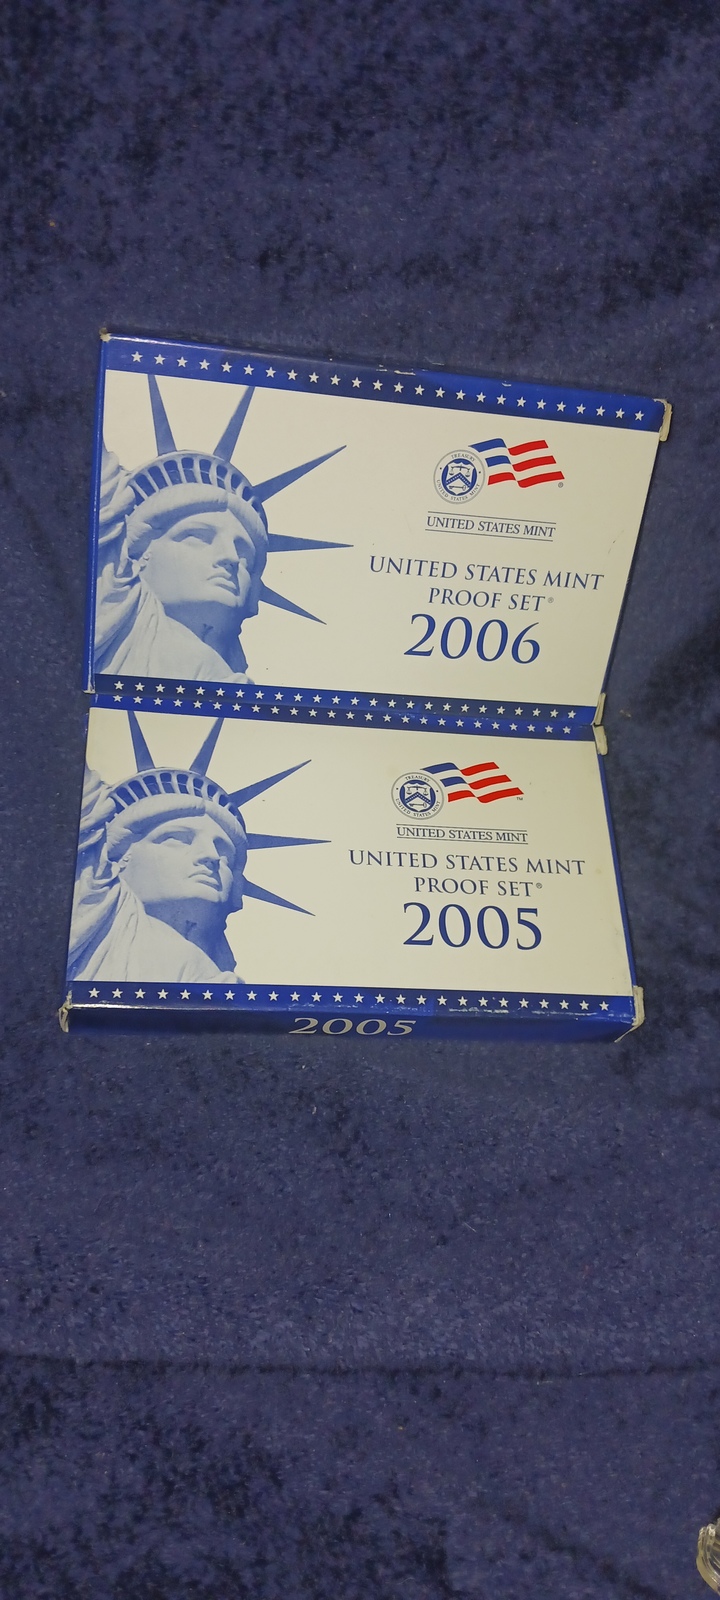 UNITED STATES MINT
UNITED STATES MINT
PROOF SET®
2006
UNITED STATES MINT
UNITED STATES MINT
PROOF SET®
2005
2005